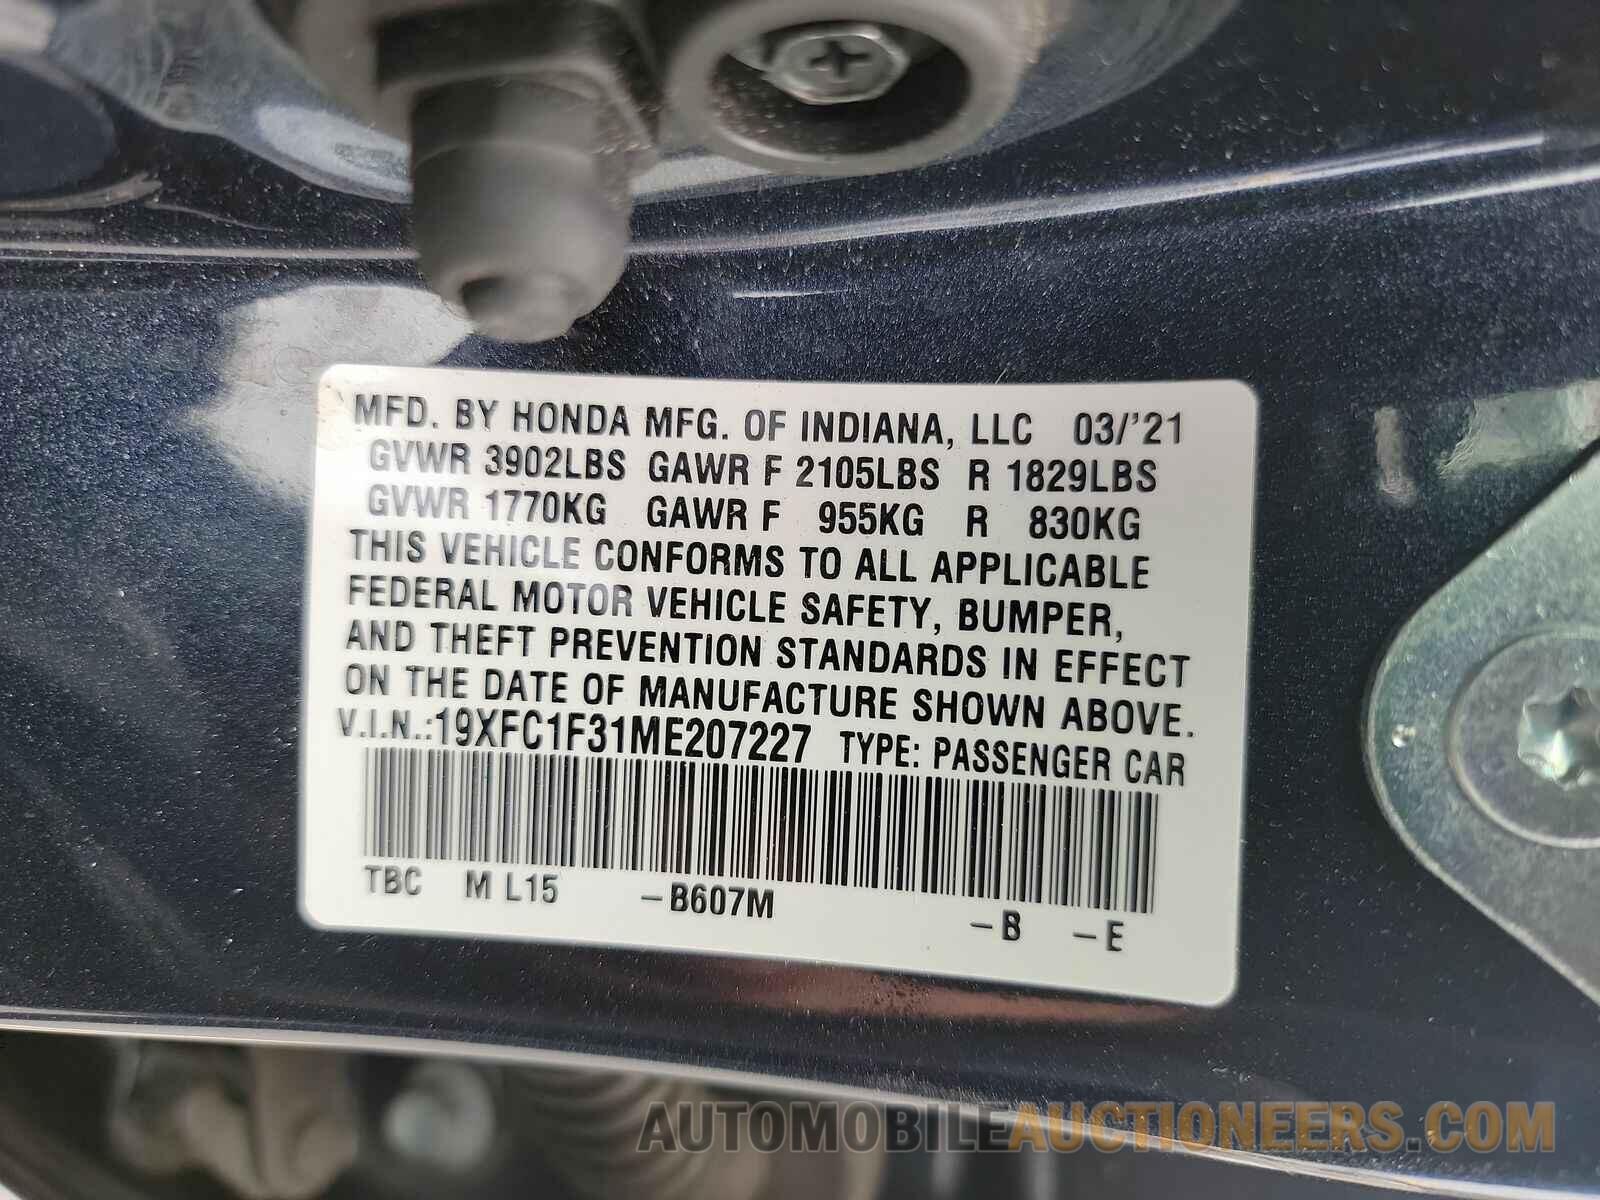 MFD. BY HONDA MFG. OF INDIANA, LLC 03/'21
GVWR 3902LBS GAWR F 2105LBS R 1829LBS
GVWR 1770KG GAWR F 955KG R 830KG
THIS VEHICLE CONFORMS TO ALL APPLICABLE
FEDERAL MOTOR VEHICLE SAFETY, BUMPER,
AND THEFT PREVENTION STANDARDS IN EFFECT
ON THE DATE OF MANUFACTURE SHOWN ABOVE.
V.I.N.:19XFC1F31ME207227 TYPE: PASSENGER CAR
TBC M L15 -B607M -B -E
AUTOMOBILEAUCTIONEERS.COM